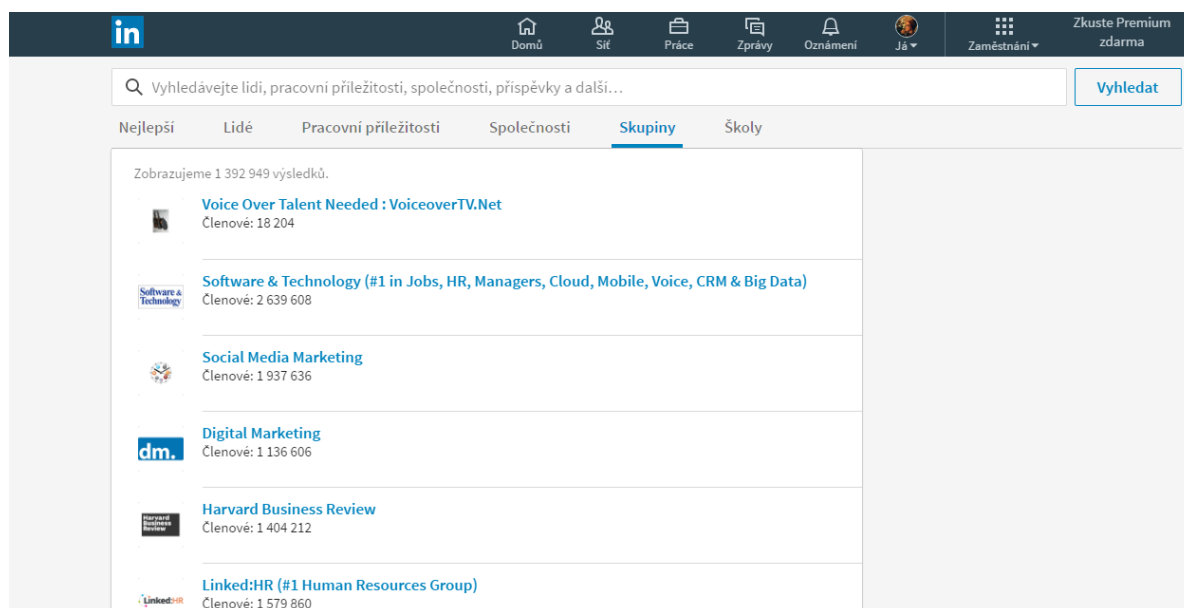 in
Domů
Síť
Práce
Zprávy
Oznámení
Já
Zaměstnání
Zkuste Premium
zdarma
Vyhledávejte lidi, pracovní příležitosti, společnosti, příspěvky a další…
Vyhledat
Nejlepší Lidé Pracovní příležitosti Společnosti Skupiny Školy
Zobrazujeme 1 392 949 výsledků.
Voice Over Talent Needed : VoiceoverTV.Net
Členové: 18 204
Software &
Technology
Software & Technology (#1 in Jobs, HR, Managers, Cloud, Mobile, Voice, CRM & Big Data)
Členové: 2 639 608
Social Media Marketing
Členové: 1 937 636
dm.
Digital Marketing
Členové: 1 136 606
Harvard
Business
Review
Harvard Business Review
Členové: 1 404 212
Linked:HR
Linked:HR (#1 Human Resources Group)
Členové: 1 579 860